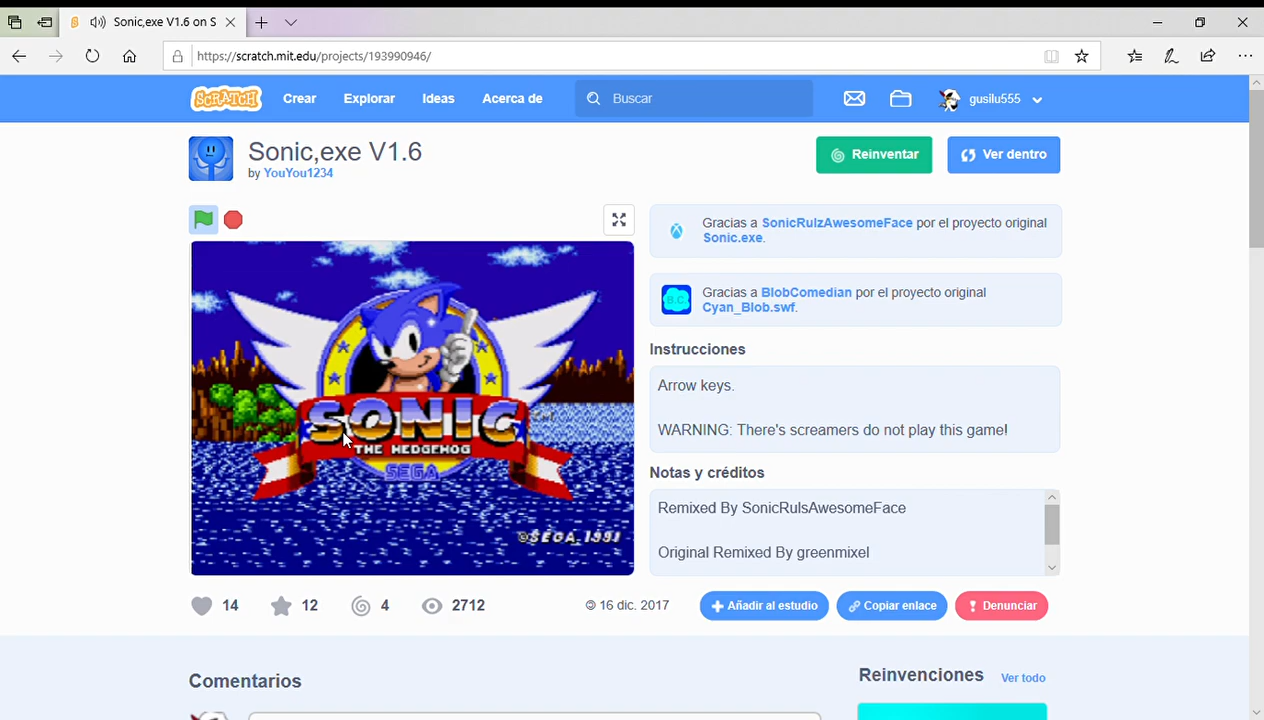 Sonic,exe V1.6 on S
https://scratch.mit.edu/projects/193990946/
SCRATCH
Crear
Explorar
Ideas
Acerca de
Buscar
gusilu555
Sonic,exe V1.6
by YouYou1234
Reinventar
Ver dentro
Gracias a SonicRulzAwesomeFace por el proyecto original
Sonic.exe.
B.C.
Gracias a BlobComedian por el proyecto original
Cyan_Blob.swf.
Instrucciones
Arrow keys.
WARNING: There's screamers do not play this game!
Notas y créditos
Remixed By SonicRulsAwesomeFace
Original Remixed By greenmixel
SONIC
THE HEDGEHOG
SEGA
©SEGA 1991
14
12
4
2712
© 16 dic. 2017
Añadir al estudio
Copiar enlace
Denunciar
Comentarios
Reinvenciones
Ver todo